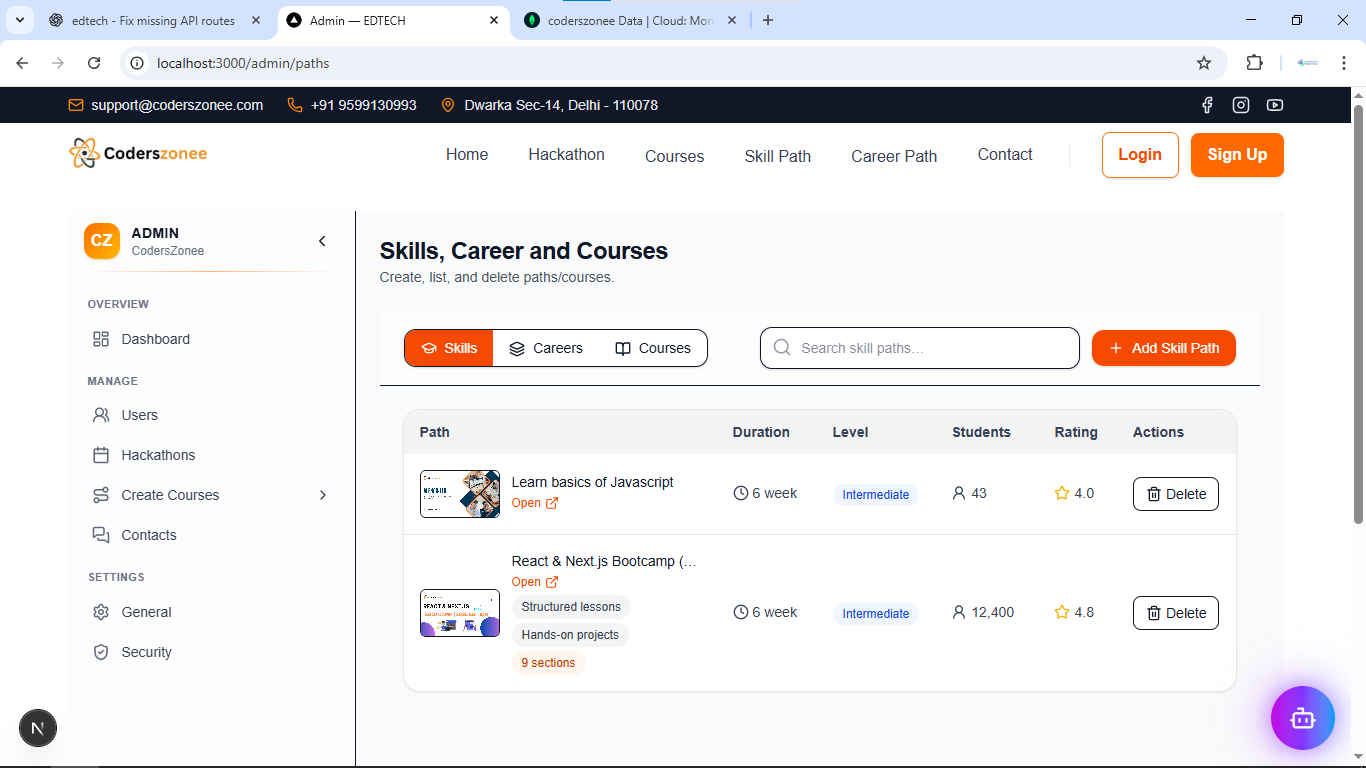 edtech - Fix missing API routes
Admin — EDTECH
coderszonee Data | Cloud: Mon
localhost:3000/admin/paths
support@coderszonee.com
+91 9599130993
Dwarka Sec-14, Delhi - 110078
Coderszonee
Home
Hackathon
Courses
Skill Path
Career Path
Contact
Login
Sign Up
CZ
ADMIN
CodersZonee
OVERVIEW
Dashboard
MANAGE
Users
Hackathons
Create Courses
Contacts
SETTINGS
General
Security
N
Skills, Career and Courses
Create, list, and delete paths/courses.
Skills
Careers
Courses
Search skill paths…
Add Skill Path
Path Duration Level Students Rating Actions
Learn basics of Javascript
Open
6 week
Intermediate
43
4.0
Delete
REACT & NEXT.JS
React & Next.js Bootcamp (…
Open
Structured lessons
Hands-on projects
9 sections
6 week
Intermediate
12,400
4.8
Delete